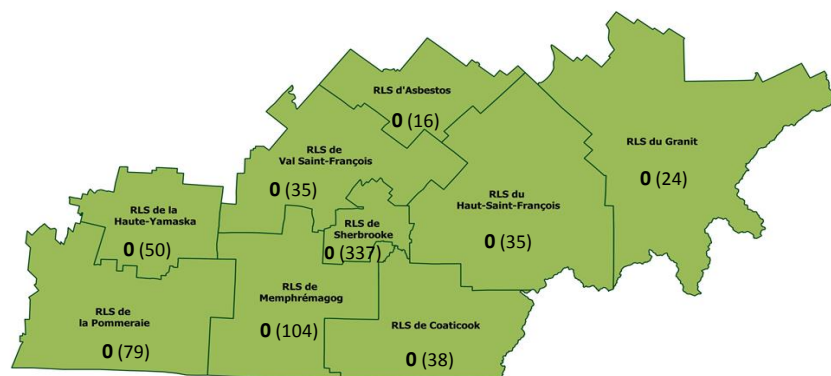 RLS d'Asbestos
0 (16)
RLS du Granit
0 (24)
RLS de
Val Saint-François
0 (35)
RLS du
Haut-Saint-François
0 (35)
RLS de la
Haute-Yamaska
0 (50)
RLS de
Sherbrooke
0 (337)
RLS de
Memphrémagog
0 (104)
RLS de
la Pommeraie
0 (79)
RLS de Coaticook
0 (38)